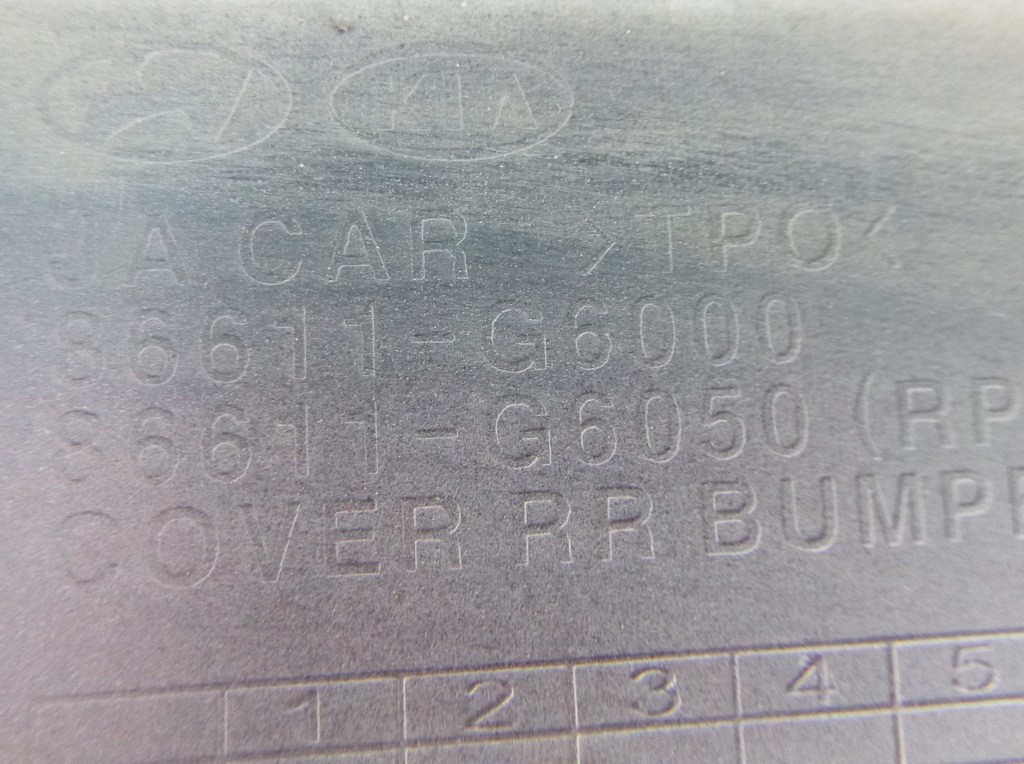 KIA
JA CAR >TPO<
86611-G6000
86611-G6050 (RP
COVER RR BUMP
1 2 3 4 5